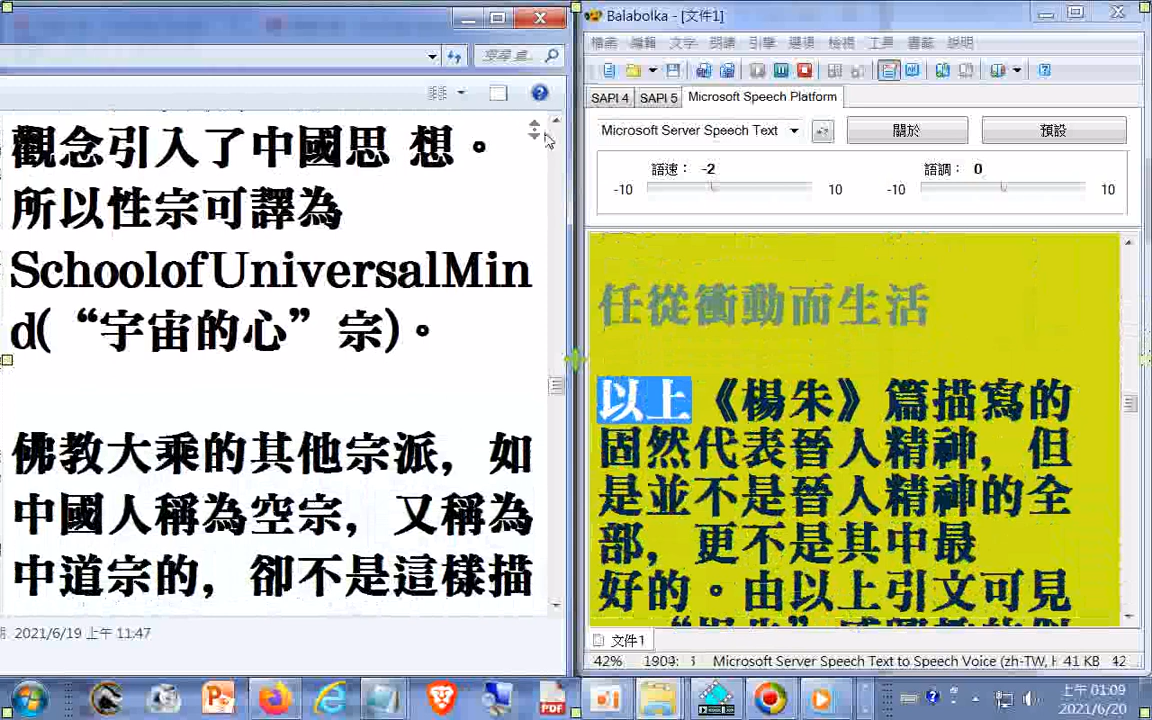 觀念引入了中國思 想。
所以性宗可譯為
SchoolofUniversalMin
d(“宇宙的心”宗)。
佛教大乘的其他宗派，如
中國人稱為空宗，又稱為
中道宗的，卻不是這樣描
2021/6/19 上午 11:47
Balabolka - [文件1]
檔案 編輯 文字 朗讀 引擎 選項 檢視 工具 書籤 說明
SAPI 4 SAPI 5 Microsoft Speech Platform
Microsoft Server Speech Text 關於 預設
語速： -2 語調： 0
-10 10 -10 10
任從衝動而生活
以上《楊朱》篇描寫的
固然代表晉人精神，但
是並不是晉人精神的全
部，更不是其中最
好的。由以上引文可見
文件1
42% Microsoft Server Speech Text to Speech Voice (zh-TW, 41 KB 42
上午 01:09
2021/6/20